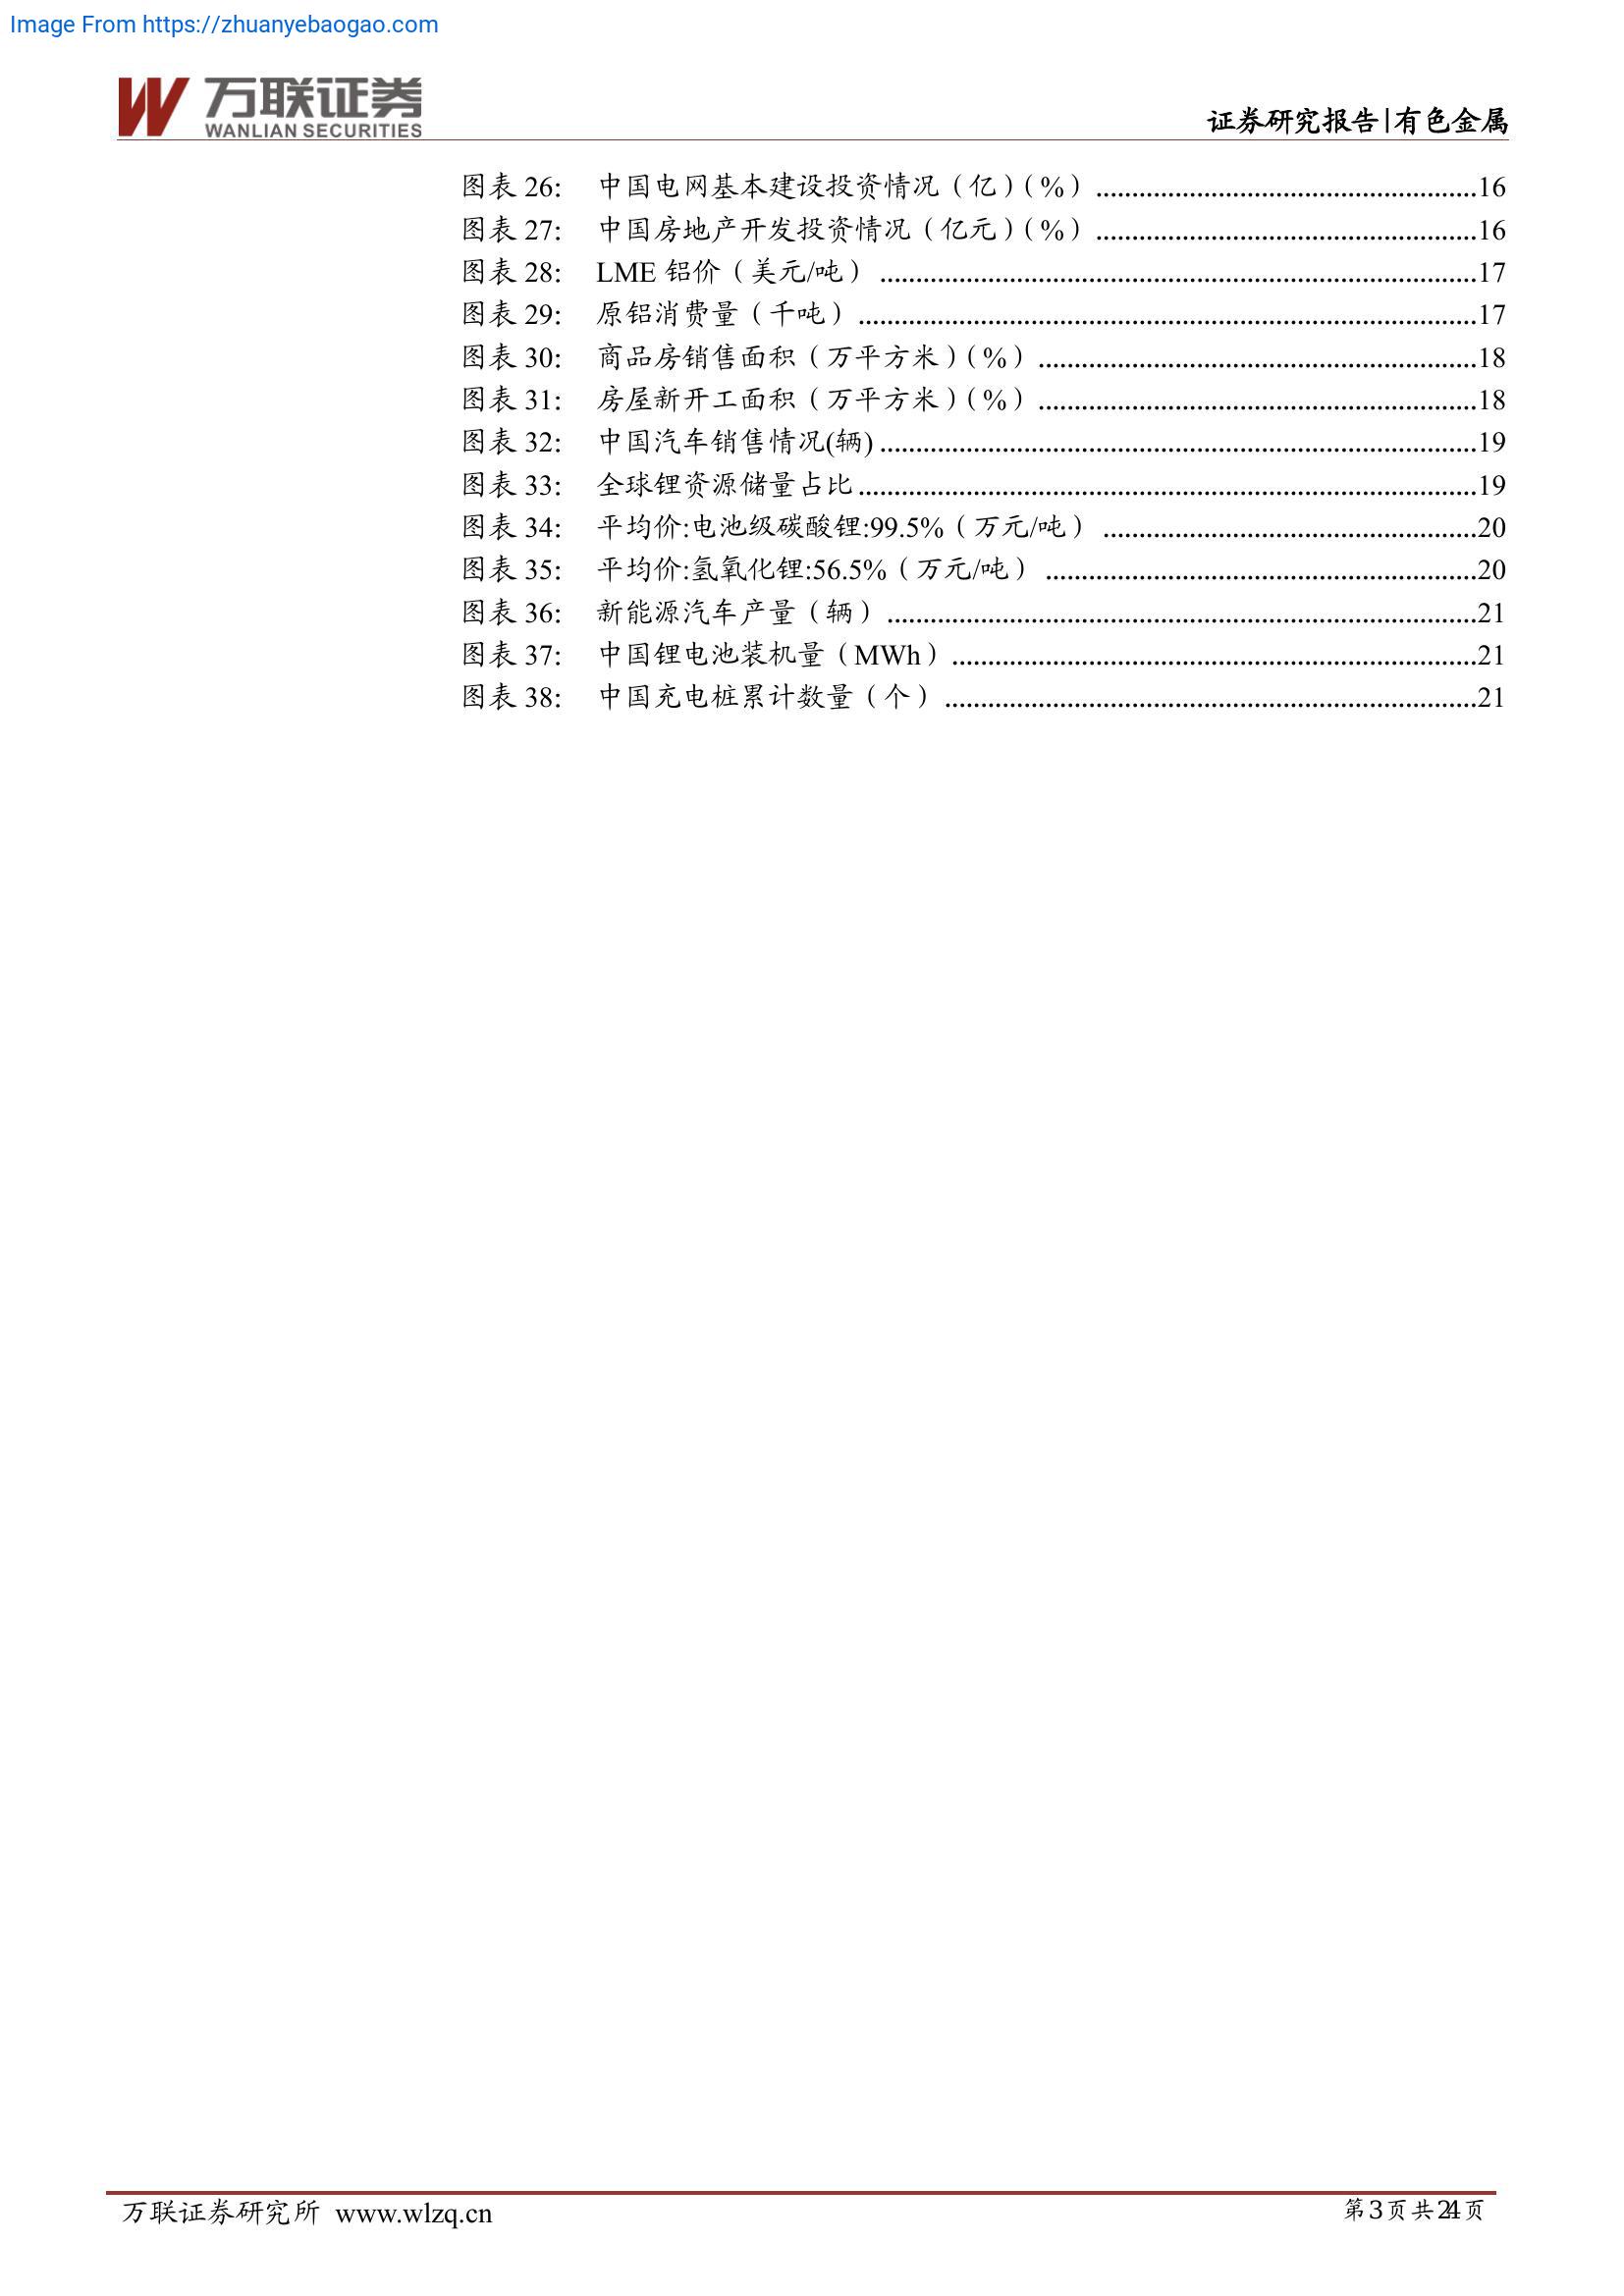 Image From https://zhuanyebaogao.com
万联证券
WANLIAN SECURITIES
证券研究报告|有色金属
图表 26: 中国电网基本建设投资情况（亿）（%）..........16
图表 27: 中国房地产开发投资情况（亿元）（%）..........16
图表 28: LME 铝价（美元/吨）..........17
图表 29: 原铝消费量（千吨）..........17
图表 30: 商品房销售面积（万平方米）（%）..........18
图表 31: 房屋新开工面积（万平方米）（%）..........18
图表 32: 中国汽车销售情况(辆)..........19
图表 33: 全球锂资源储量占比..........19
图表 34: 平均价:电池级碳酸锂:99.5%（万元/吨）..........20
图表 35: 平均价:氢氧化锂:56.5%（万元/吨）..........20
图表 36: 新能源汽车产量（辆）..........21
图表 37: 中国锂电池装机量（MWh）..........21
图表 38: 中国充电桩累计数量（个）..........21
万联证券研究所 www.wlzq.cn
第3页共24页